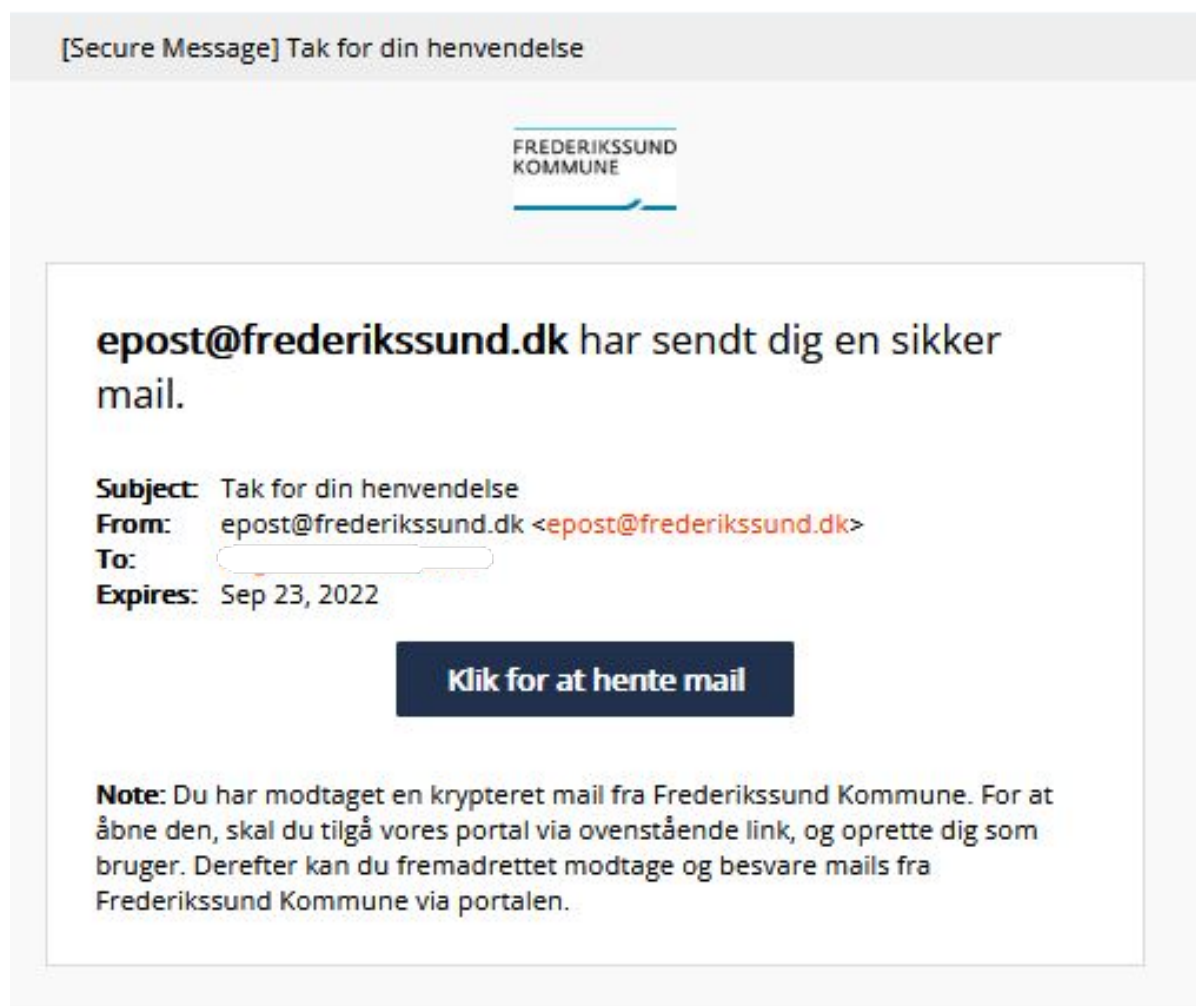 [Secure Message] Tak for din henvendelse
FREDERIKSSUND
KOMMUNE
epost@frederikssund.dk har sendt dig en sikker
mail.
Subject: Tak for din henvendelse
From: epost@frederikssund.dk <epost@frederikssund.dk>
To:
Expires: Sep 23, 2022
Klik for at hente mail
Note: Du har modtaget en krypteret mail fra Frederikssund Kommune. For at
åbne den, skal du tilgå vores portal via ovenstående link, og oprette dig som
bruger. Derefter kan du fremadrettet modtage og besvare mails fra
Frederikssund Kommune via portalen.